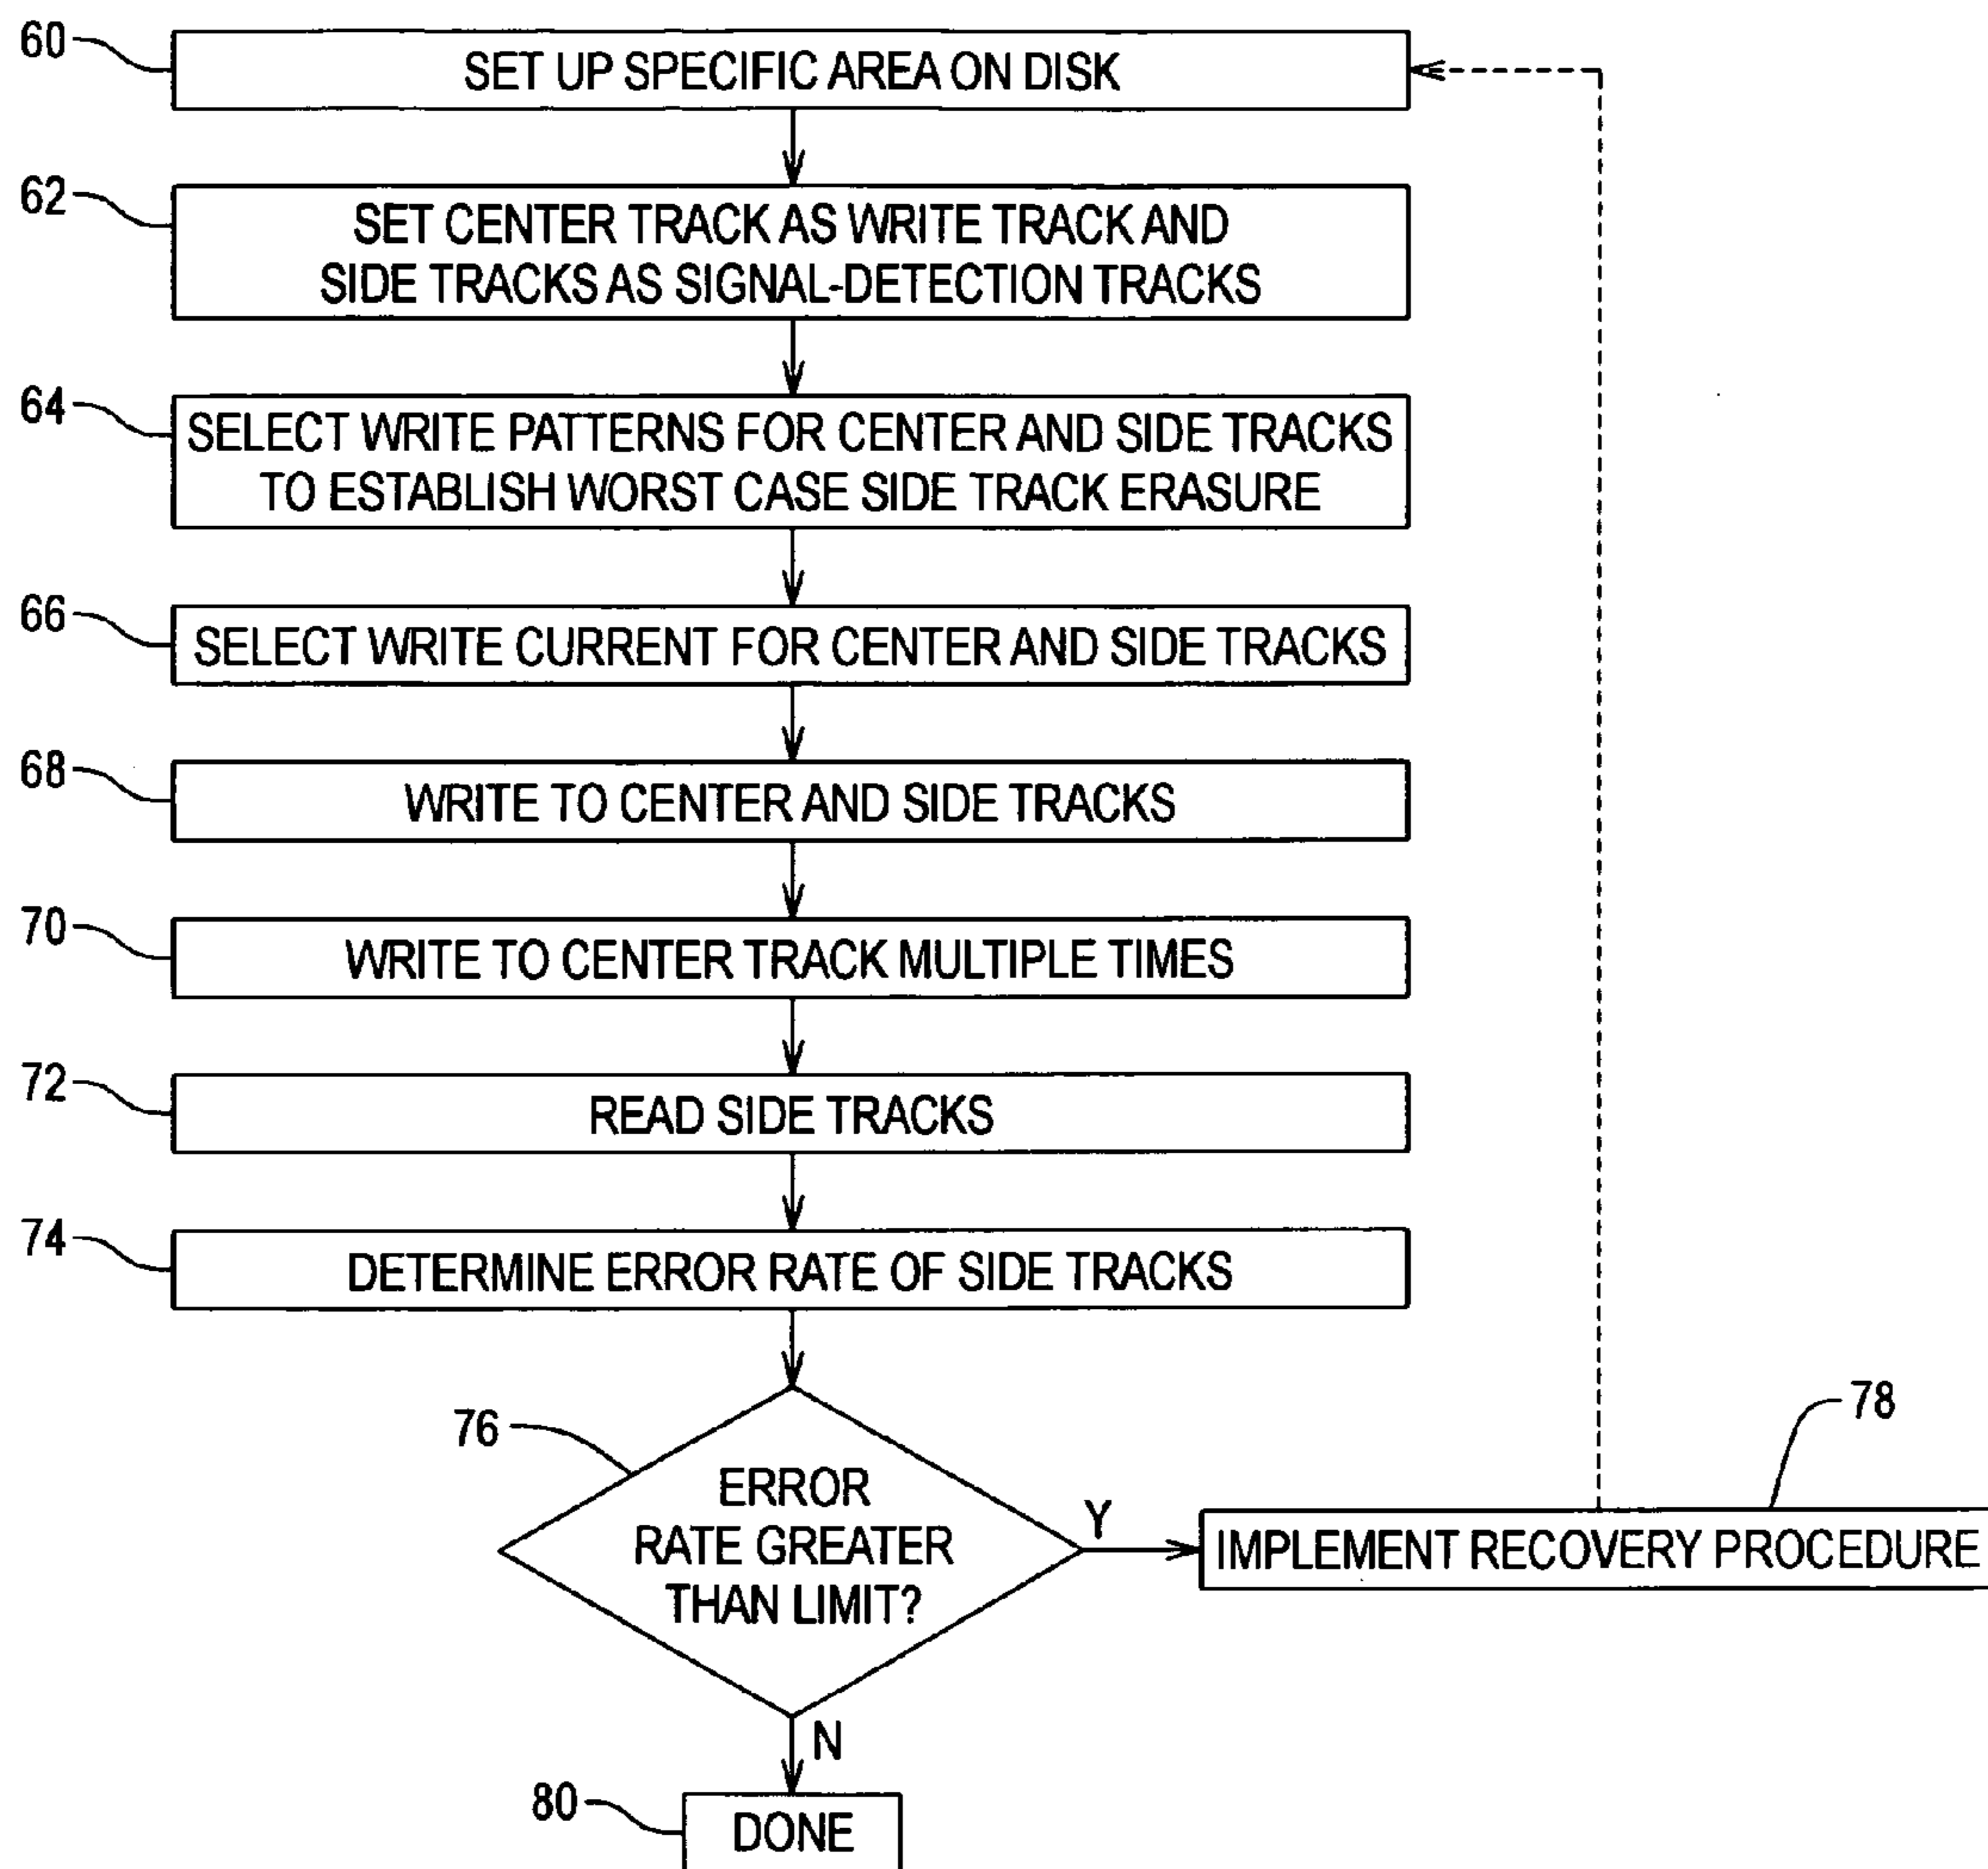 60
SET UP SPECIFIC AREA ON DISK
62
SET CENTER TRACK AS WRITE TRACK AND
SIDE TRACKS AS SIGNAL-DETECTION TRACKS
64
SELECT WRITE PATTERNS FOR CENTER AND SIDE TRACKS
TO ESTABLISH WORST CASE SIDE TRACK ERASURE
66
SELECT WRITE CURRENT FOR CENTER AND SIDE TRACKS
68
WRITE TO CENTER AND SIDE TRACKS
70
WRITE TO CENTER TRACK MULTIPLE TIMES
72
READ SIDE TRACKS
74
DETERMINE ERROR RATE OF SIDE TRACKS
76
ERROR
RATE GREATER
THAN LIMIT?
Y
78
IMPLEMENT RECOVERY PROCEDURE
N
80
DONE